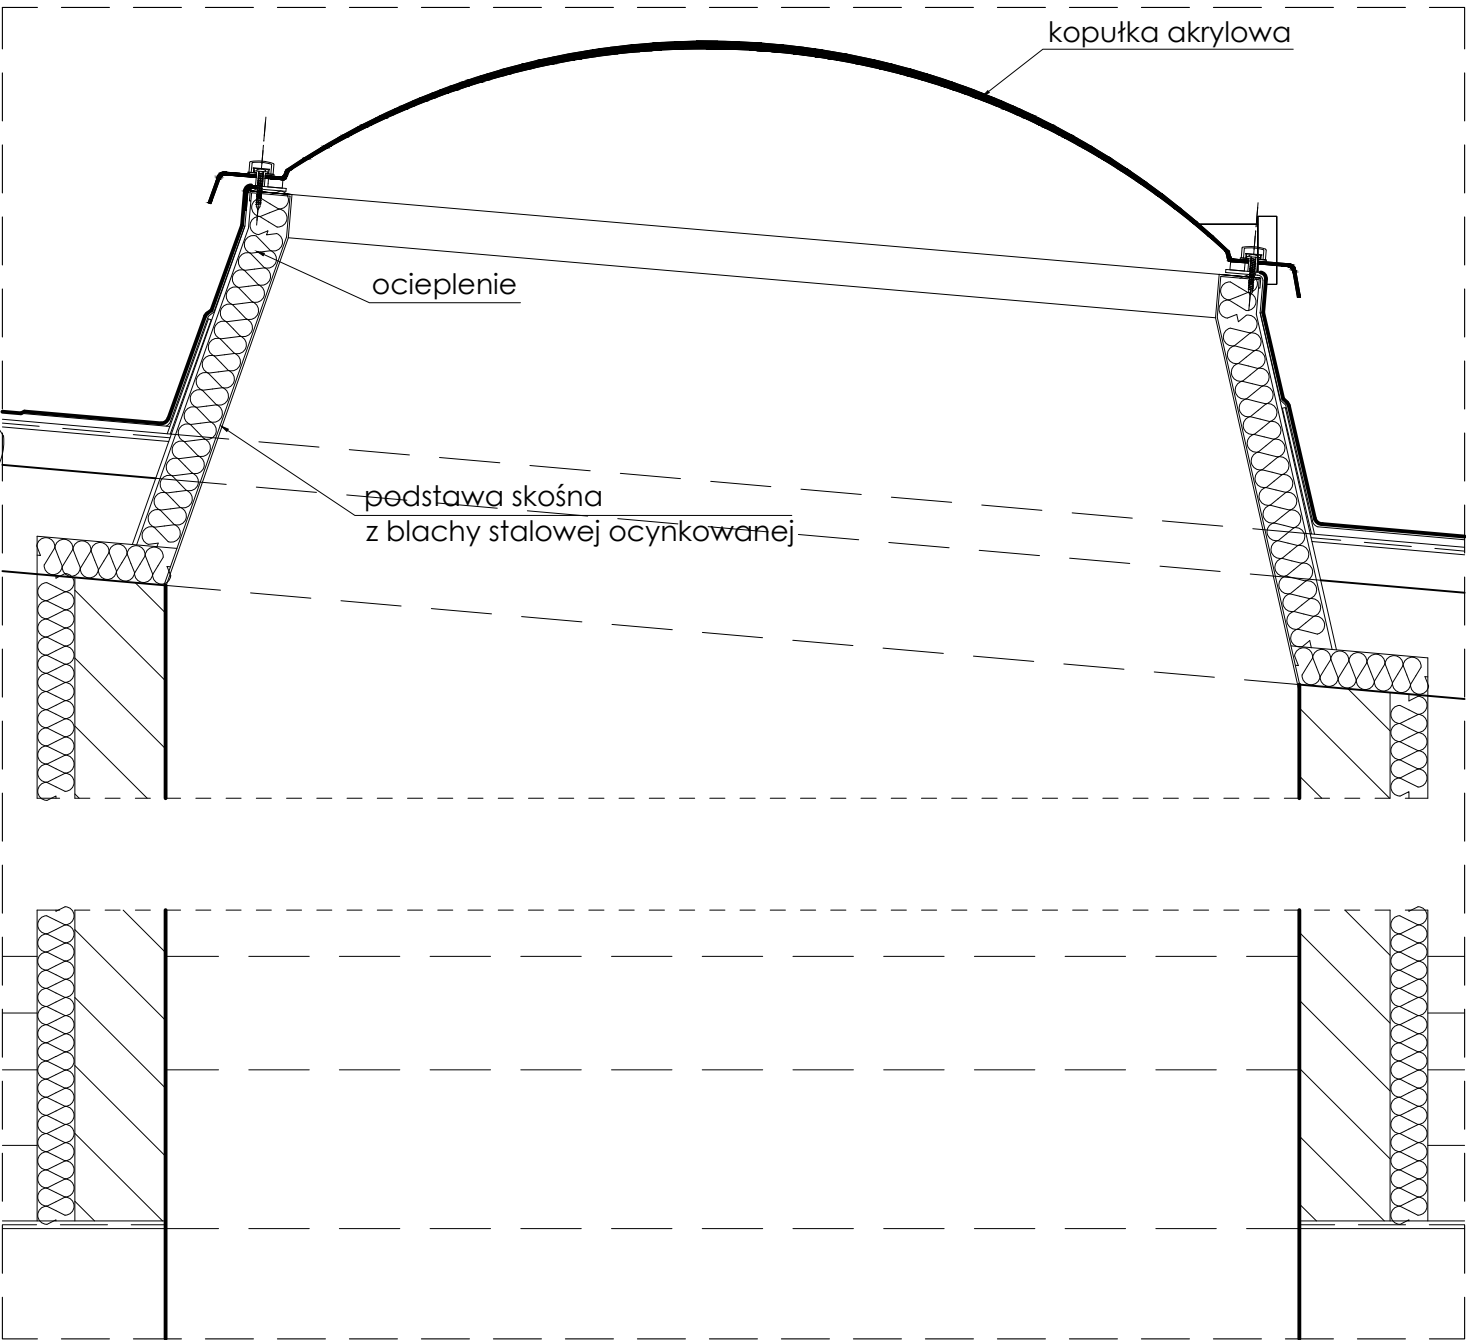 kopułka akrylowa
ocieplenie
podstawa skośna
z blachy stalowej ocynkowanej